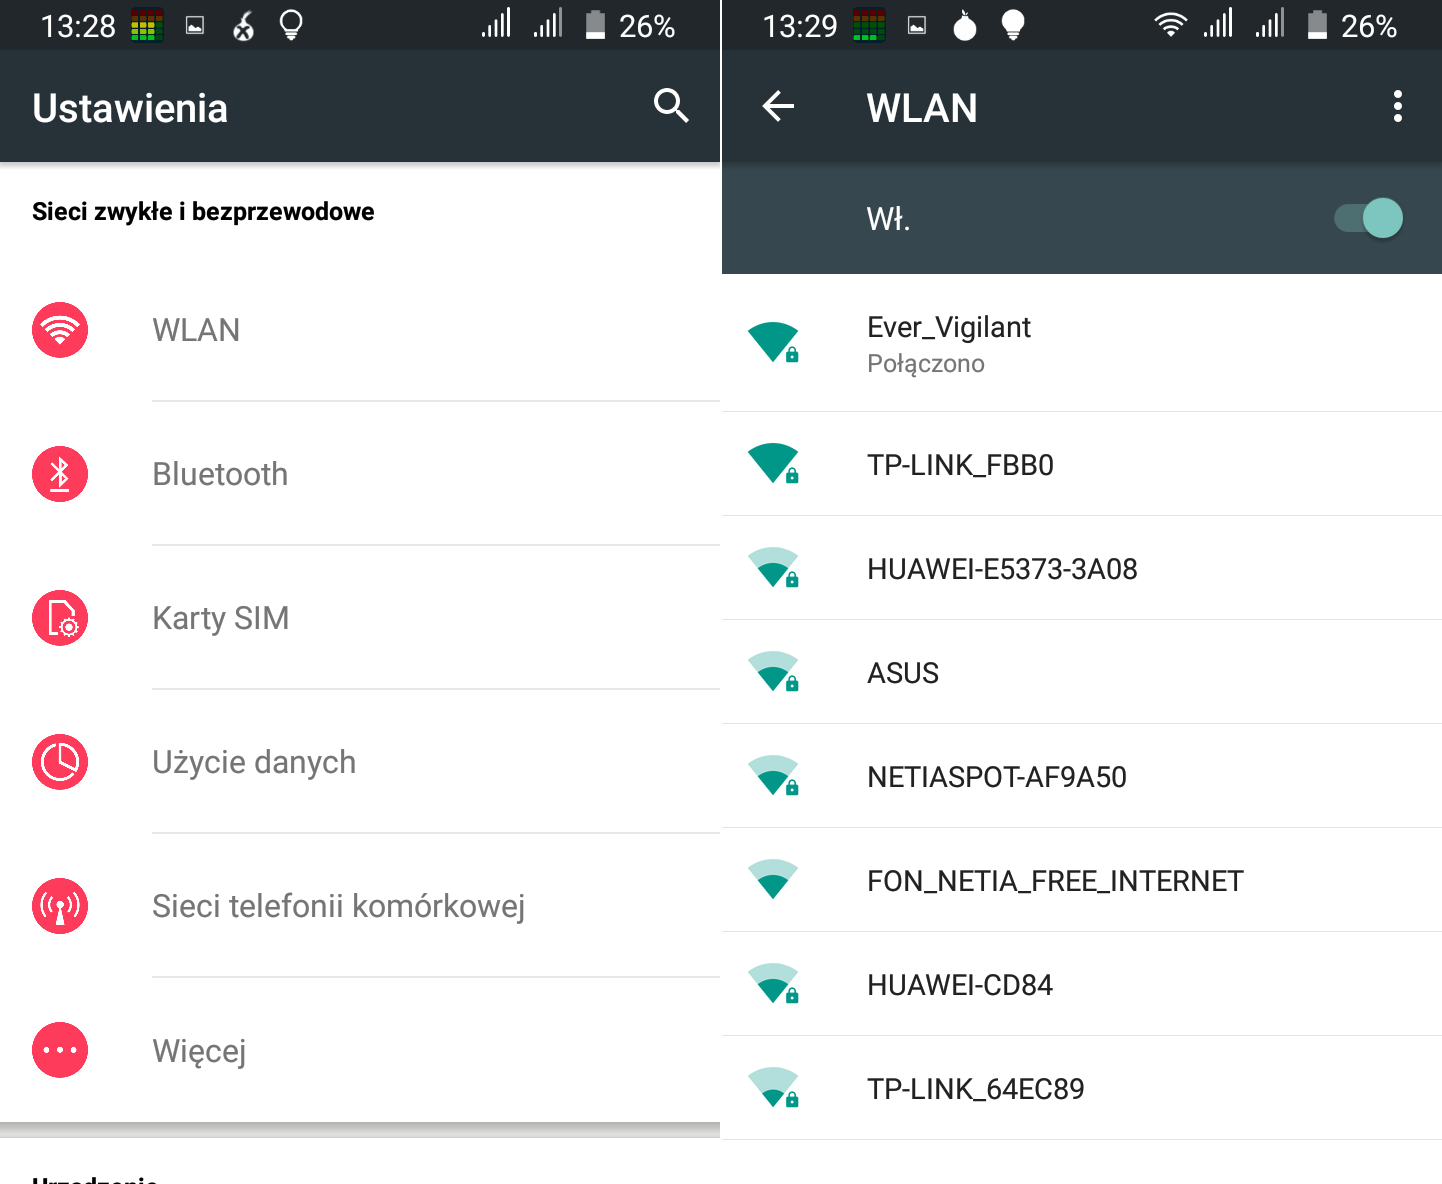 13:28
26%
Ustawienia
Sieci zwykłe i bezprzewodowe
WLAN
Bluetooth
Karty SIM
Użycie danych
Sieci telefonii komórkowej
Więcej
13:29
26%
WLAN
Wł.
Ever_Vigilant
Połączono
TP-LINK_FBB0
HUAWEI-E5373-3A08
ASUS
NETIASPOT-AF9A50
FON_NETIA_FREE_INTERNET
HUAWEI-CD84
TP-LINK_64EC89